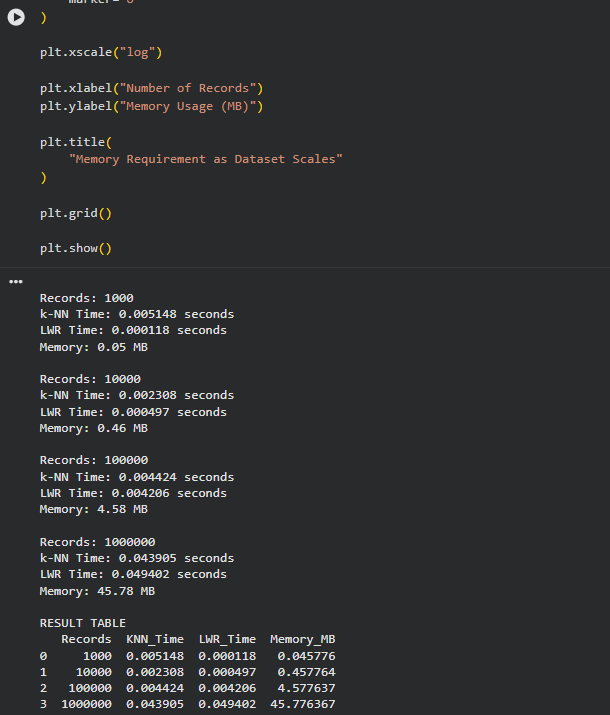 )
plt.xscale("log")
plt.xlabel("Number of Records")
plt.ylabel("Memory Usage (MB)")
plt.title(
"Memory Requirement as Dataset Scales"
)
plt.grid()
plt.show()
Records: 1000
k-NN Time: 0.005148 seconds
LWR Time: 0.000118 seconds
Memory: 0.05 MB
Records: 10000
k-NN Time: 0.002308 seconds
LWR Time: 0.000497 seconds
Memory: 0.46 MB
Records: 100000
k-NN Time: 0.004424 seconds
LWR Time: 0.004206 seconds
Memory: 4.58 MB
Records: 1000000
k-NN Time: 0.043905 seconds
LWR Time: 0.049402 seconds
Memory: 45.78 MB
RESULT TABLE
Records KNN_Time LWR_Time Memory_MB
0 1000 0.005148 0.000118 0.045776
1 10000 0.002308 0.000497 0.457764
2 100000 0.004424 0.004206 4.577637
3 1000000 0.043905 0.049402 45.776367